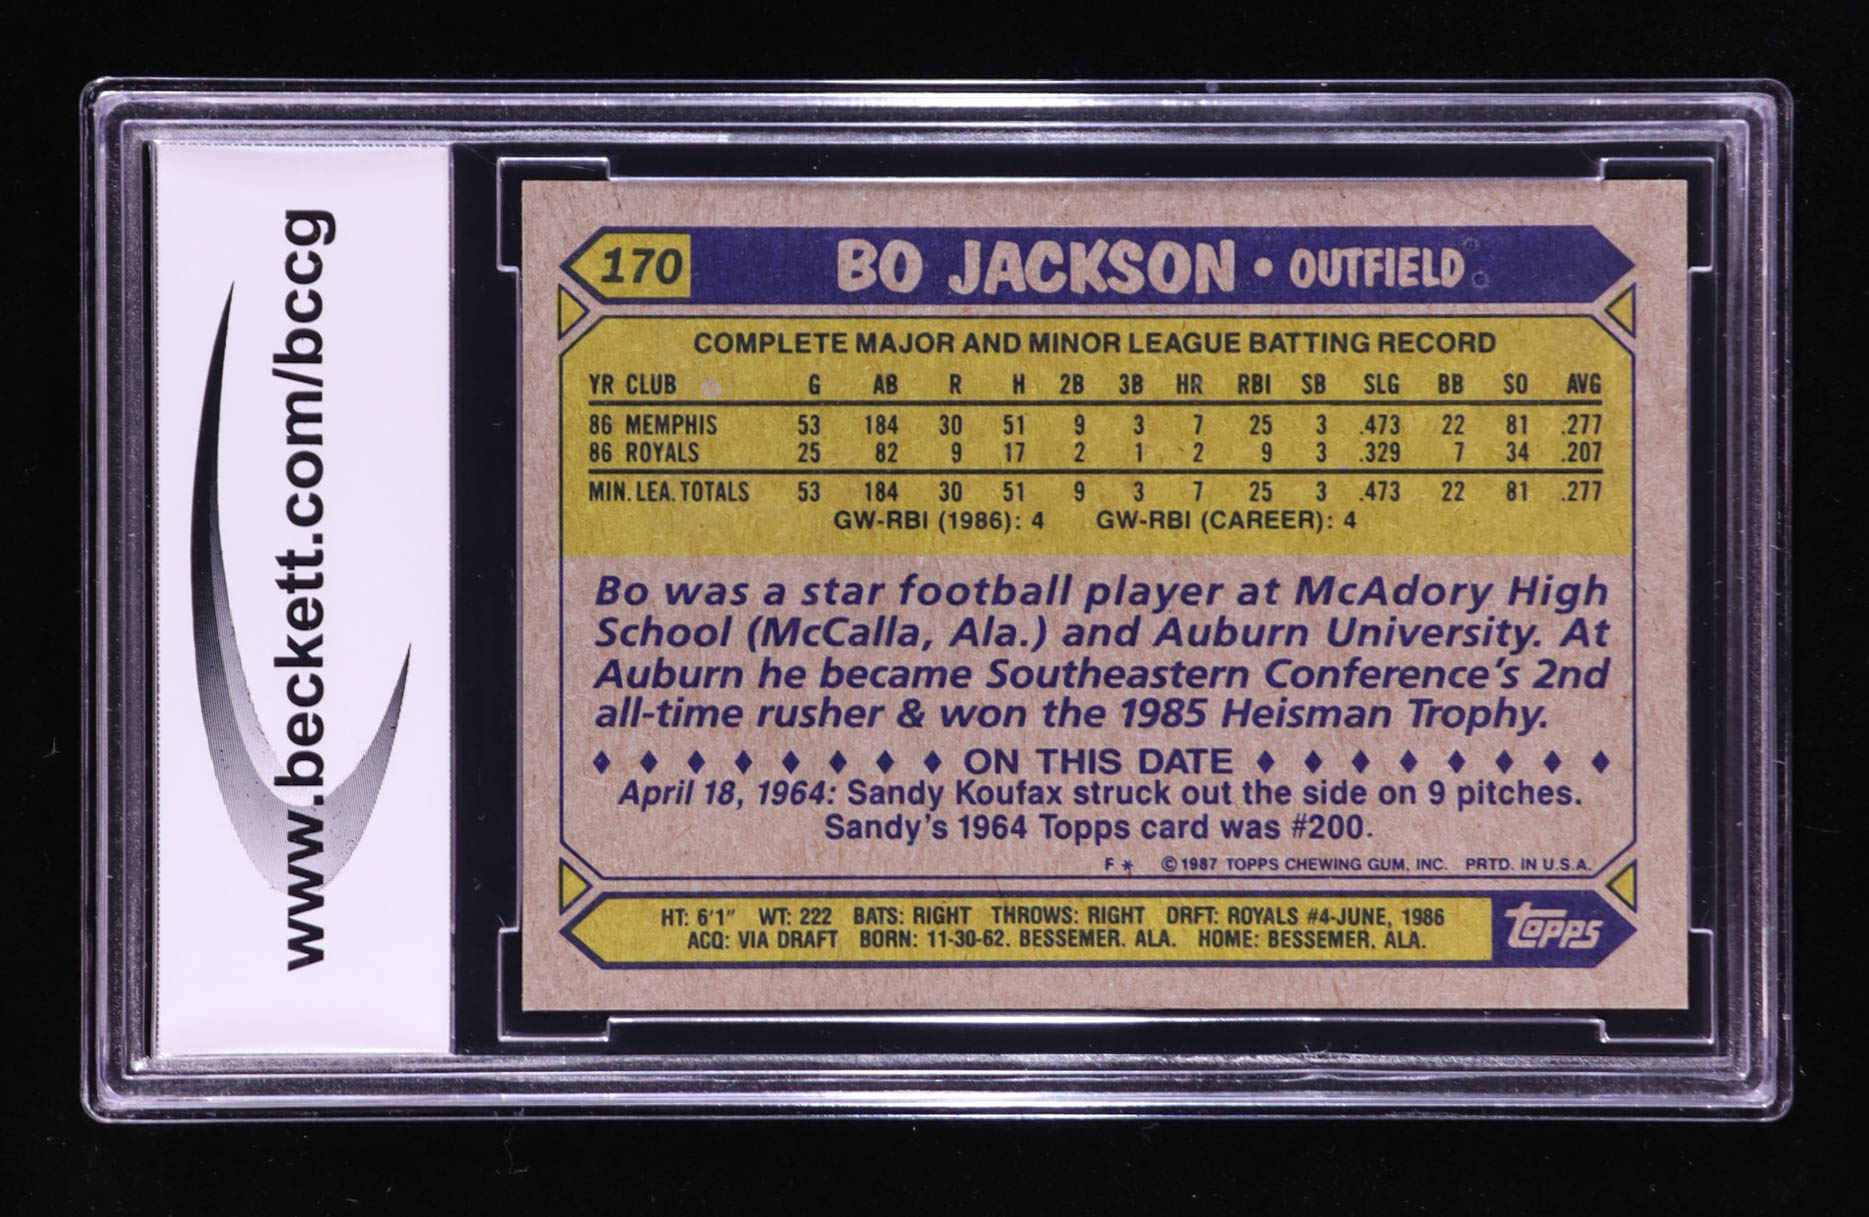 www.beckett.com/bccg
170 BO JACKSON • OUTFIELD
COMPLETE MAJOR AND MINOR LEAGUE BATTING RECORD
YR CLUB G AB R H 2B 3B HR RBI SB SLG BB SO AVG
86 MEMPHIS 53 184 30 51 9 3 7 25 3 .473 22 81 .277
86 ROYALS 25 82 9 17 2 1 2 9 3 .329 7 34 .207
MIN. LEA. TOTALS 53 184 30 51 9 3 7 25 3 .473 22 81 .277
GW-RBI (1986): 4 GW-RBI (CAREER): 4
Bo was a star football player at McAdory High
School (McCalla, Ala.) and Auburn University. At
Auburn he became Southeastern Conference's 2nd
all-time rusher & won the 1985 Heisman Trophy.
♦ ♦ ♦ ♦ ♦ ♦ ♦ ♦ ON THIS DATE ♦ ♦ ♦ ♦ ♦ ♦ ♦ ♦
April 18, 1964: Sandy Koufax struck out the side on 9 pitches.
Sandy's 1964 Topps card was #200.
F * © 1987 TOPPS CHEWING GUM, INC. PRTD. IN U.S.A.
HT: 6'1" WT: 222 BATS: RIGHT THROWS: RIGHT DRFT: ROYALS #4-JUNE, 1986
ACQ: VIA DRAFT BORN: 11-30-62, BESSEMER, ALA. HOME: BESSEMER, ALA.
Topps